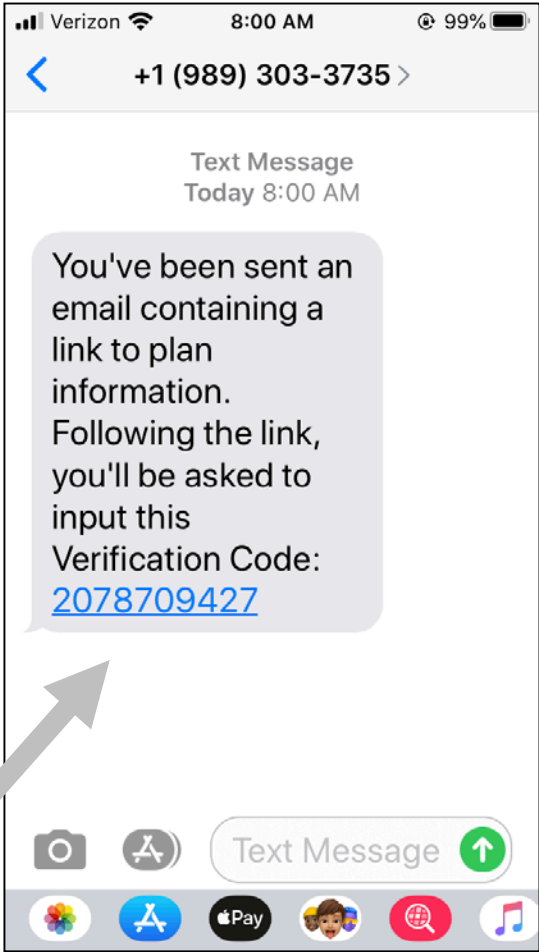 Verizon 8:00 AM 99%
+1 (989) 303-3735
Text Message
Today 8:00 AM
You've been sent an
email containing a
link to plan
information.
Following the link,
you'll be asked to
input this
Verification Code:
2078709427
Text Message
Pay